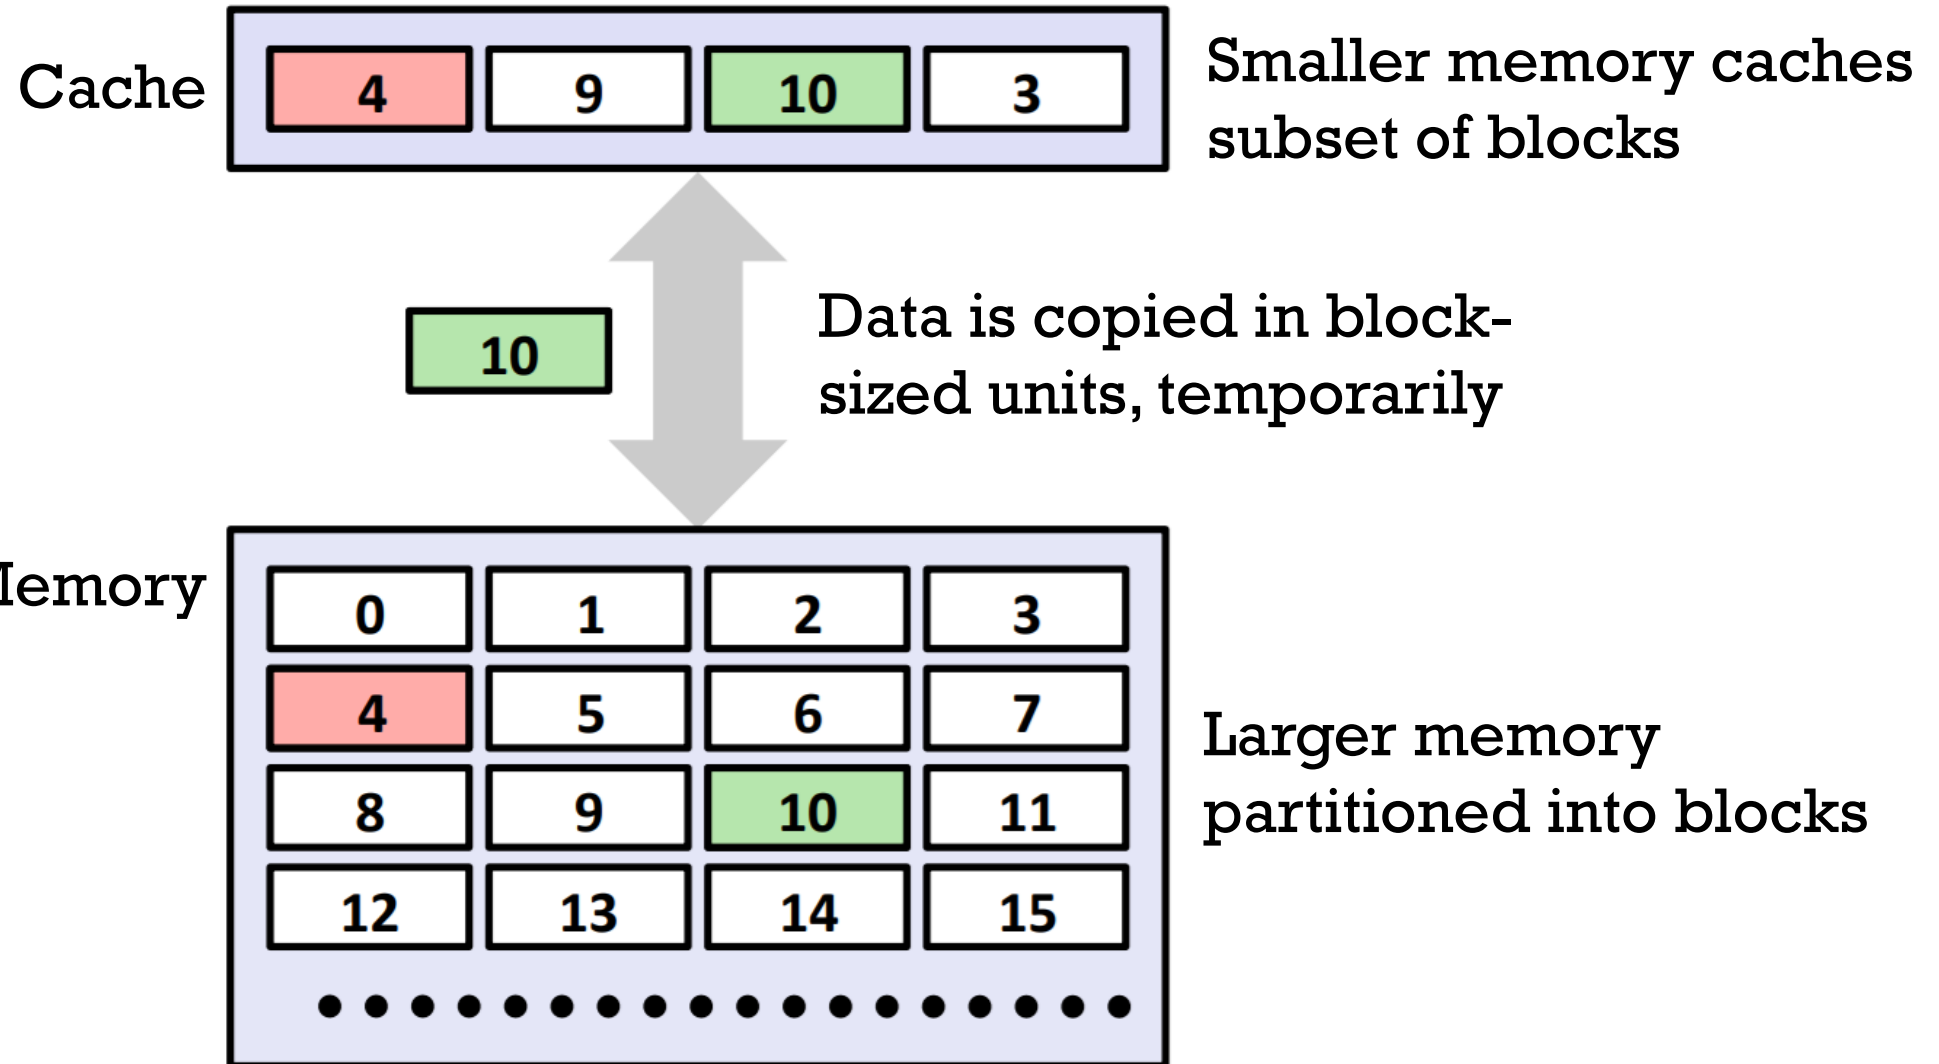 Cache
4 9 10 3
Smaller memory caches
subset of blocks
10
Data is copied in block-
sized units, temporarily
Memory
0 1 2 3
4 5 6 7
8 9 10 11
12 13 14 15
Larger memory
partitioned into blocks